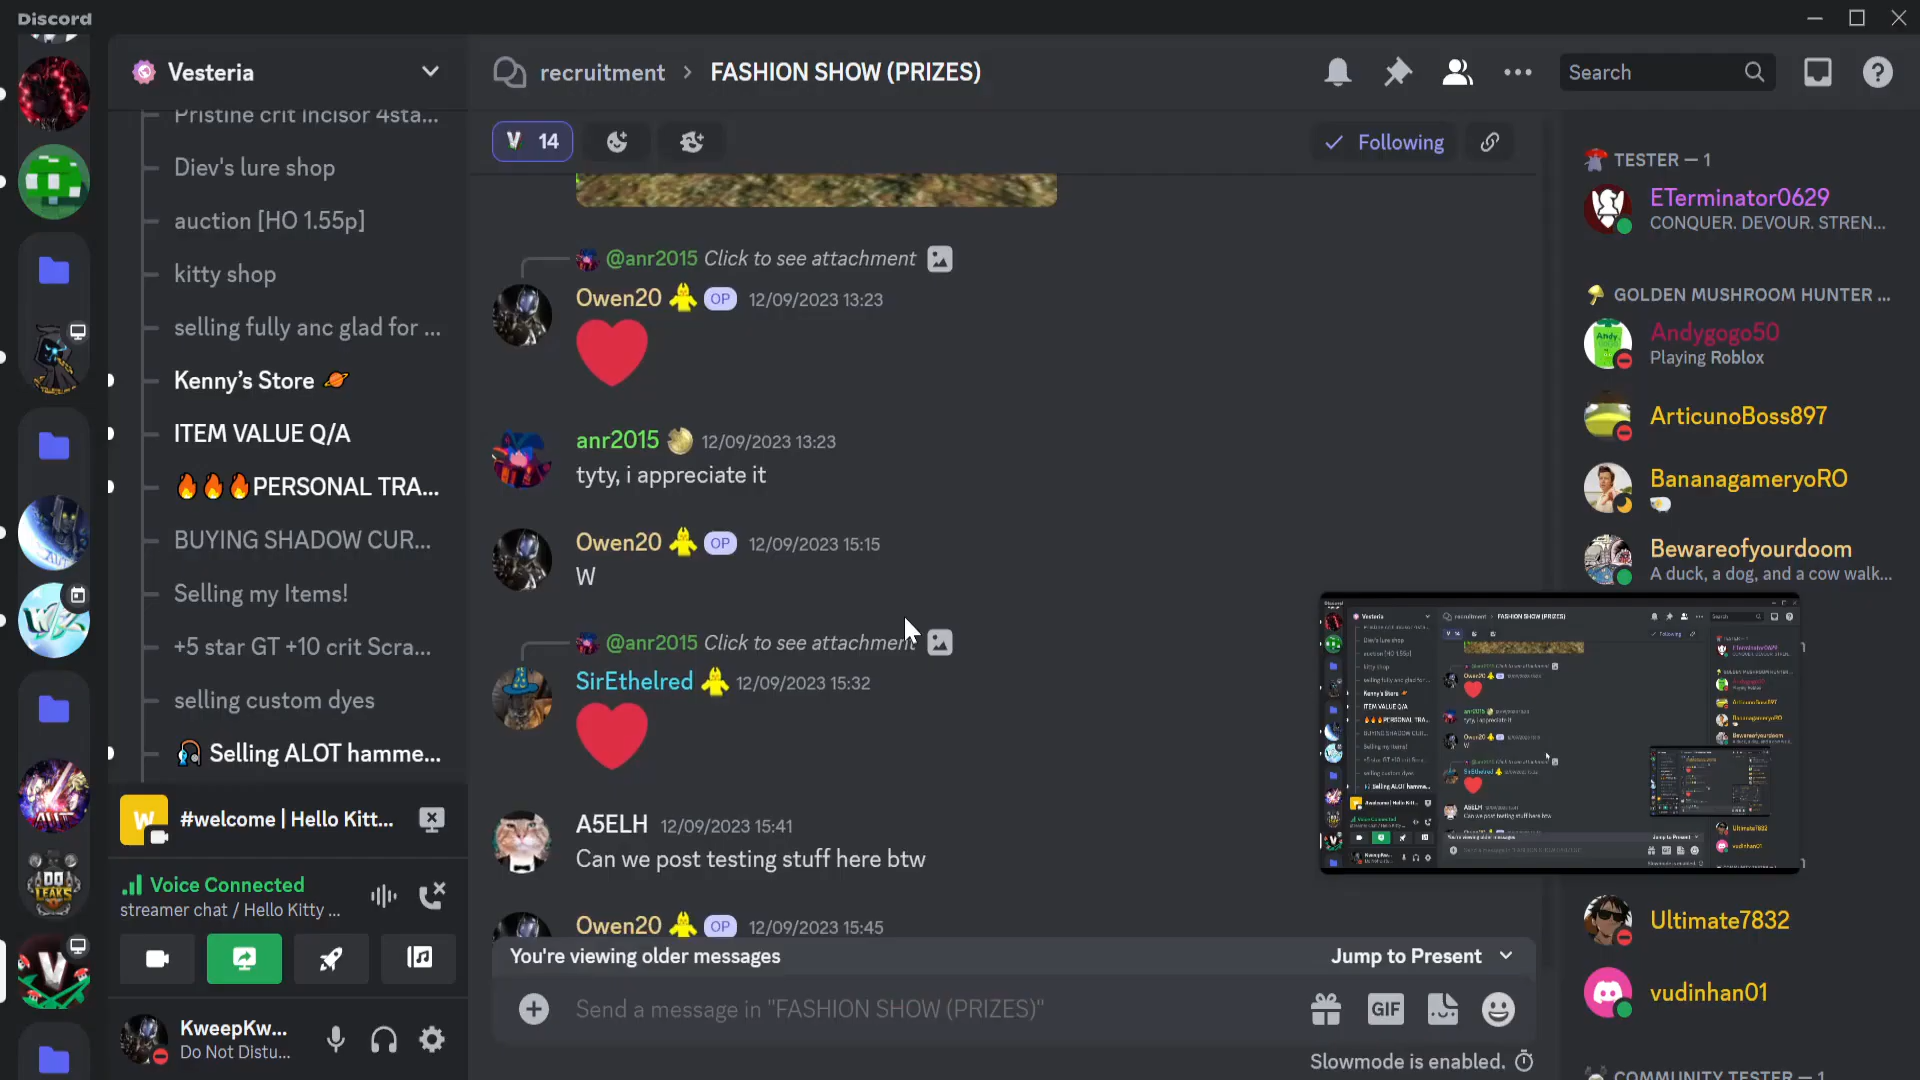 Discord
Vesteria
Pristine crit Incisor 4sta...
Diev's lure shop
auction [HO 1.55p]
kitty shop
selling fully anc glad for ...
Kenny's Store
ITEM VALUE Q/A
PERSONAL TRA...
BUYING SHADOW CUR...
Selling my Items!
+5 star GT +10 crit Scra...
selling custom dyes
Selling ALOT hamme...
#welcome | Hello Kitt...
Voice Connected
streamer chat / Hello Kitty ...
KweepKw...
Do Not Distu...
recruitment > FASHION SHOW (PRIZES)
Search
V 14
Following
@anr2015 Click to see attachment
Owen20 OP 12/09/2023 13:23
anr2015 12/09/2023 13:23
tyty, i appreciate it
Owen20 OP 12/09/2023 15:15
W
@anr2015 Click to see attachment
SirEthelred 12/09/2023 15:32
A5ELH 12/09/2023 15:41
Can we post testing stuff here btw
Owen20 OP 12/09/2023 15:45
You're viewing older messages
Jump to Present
Send a message in "FASHION SHOW (PRIZES)"
GIF
Slowmode is enabled.
TESTER — 1
ETerminator0629
CONQUER. DEVOUR. STREN...
GOLDEN MUSHROOM HUNTER ...
Andygogo50
Playing Roblox
ArticunoBoss897
BananagameryoRO
Bewareofyourdoom
A duck, a dog, and a cow walk...
Ultimate7832
vudinhan01
COMMUNITY TESTER — 1